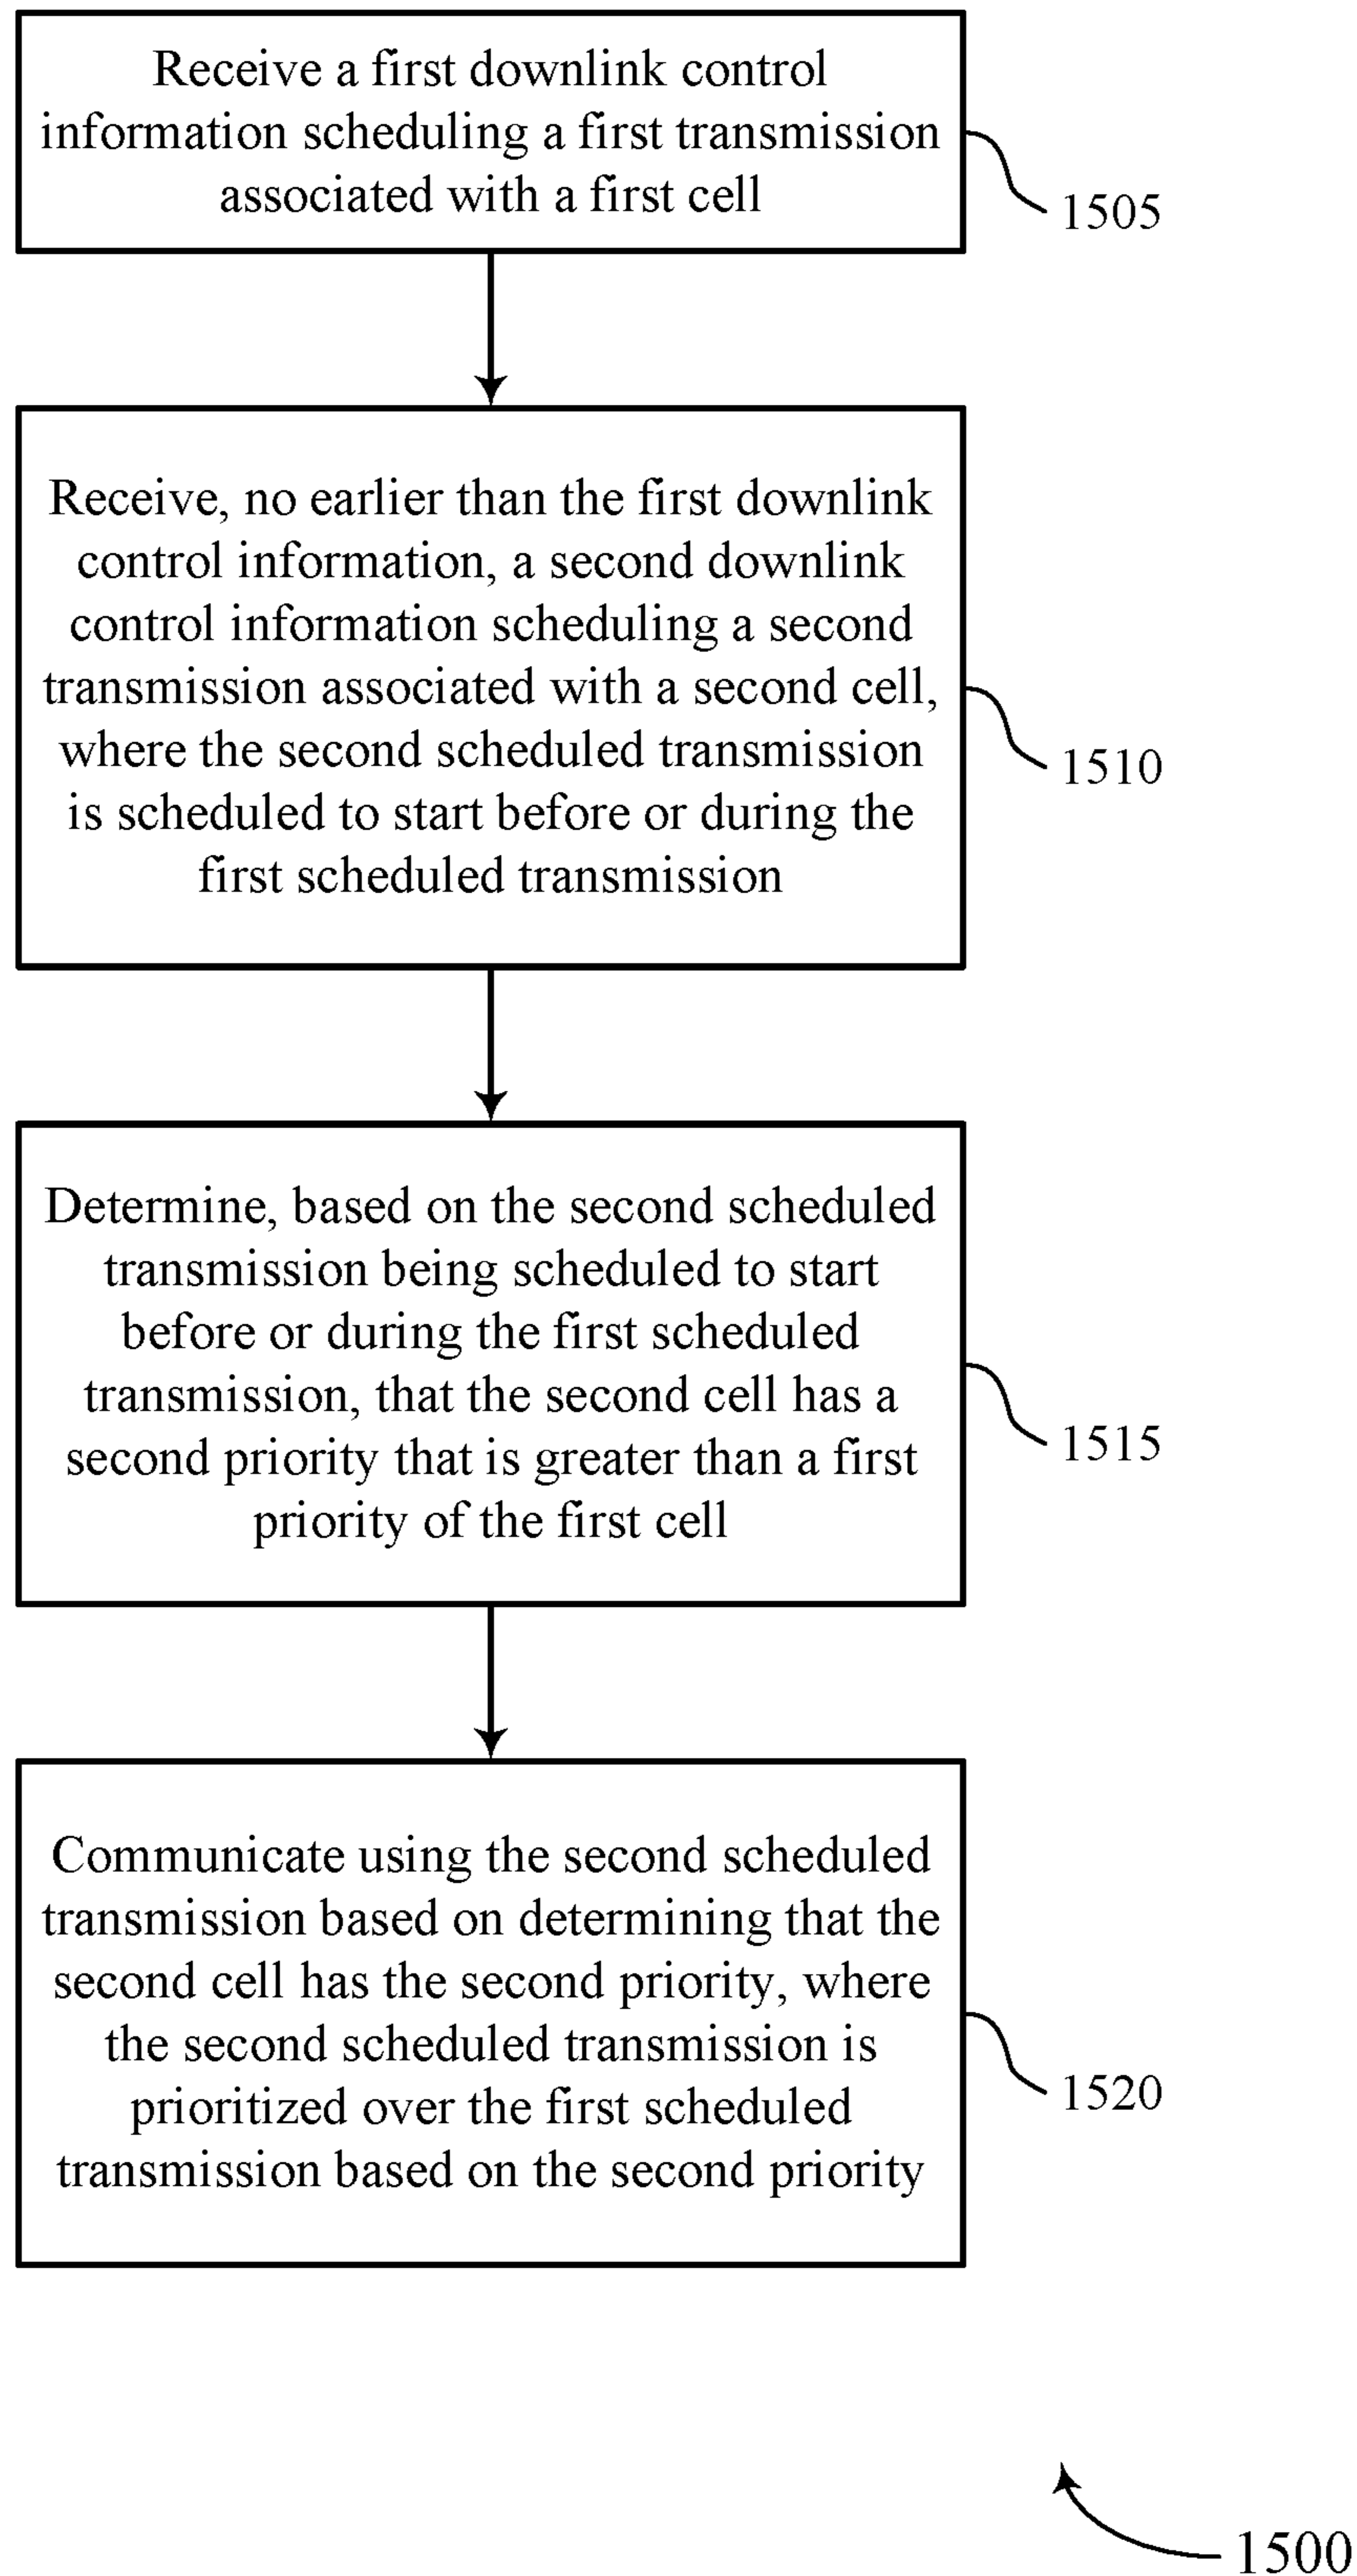 Receive a first downlink control
information scheduling a first transmission
associated with a first cell
1505
Receive, no earlier than the first downlink
control information, a second downlink
control information scheduling a second
transmission associated with a second cell,
where the second scheduled transmission
is scheduled to start before or during the
first scheduled transmission
1510
Determine, based on the second scheduled
transmission being scheduled to start
before or during the first scheduled
transmission, that the second cell has a
second priority that is greater than a first
priority of the first cell
1515
Communicate using the second scheduled
transmission based on determining that the
second cell has the second priority, where
the second scheduled transmission is
prioritized over the first scheduled
transmission based on the second priority
1520
1500